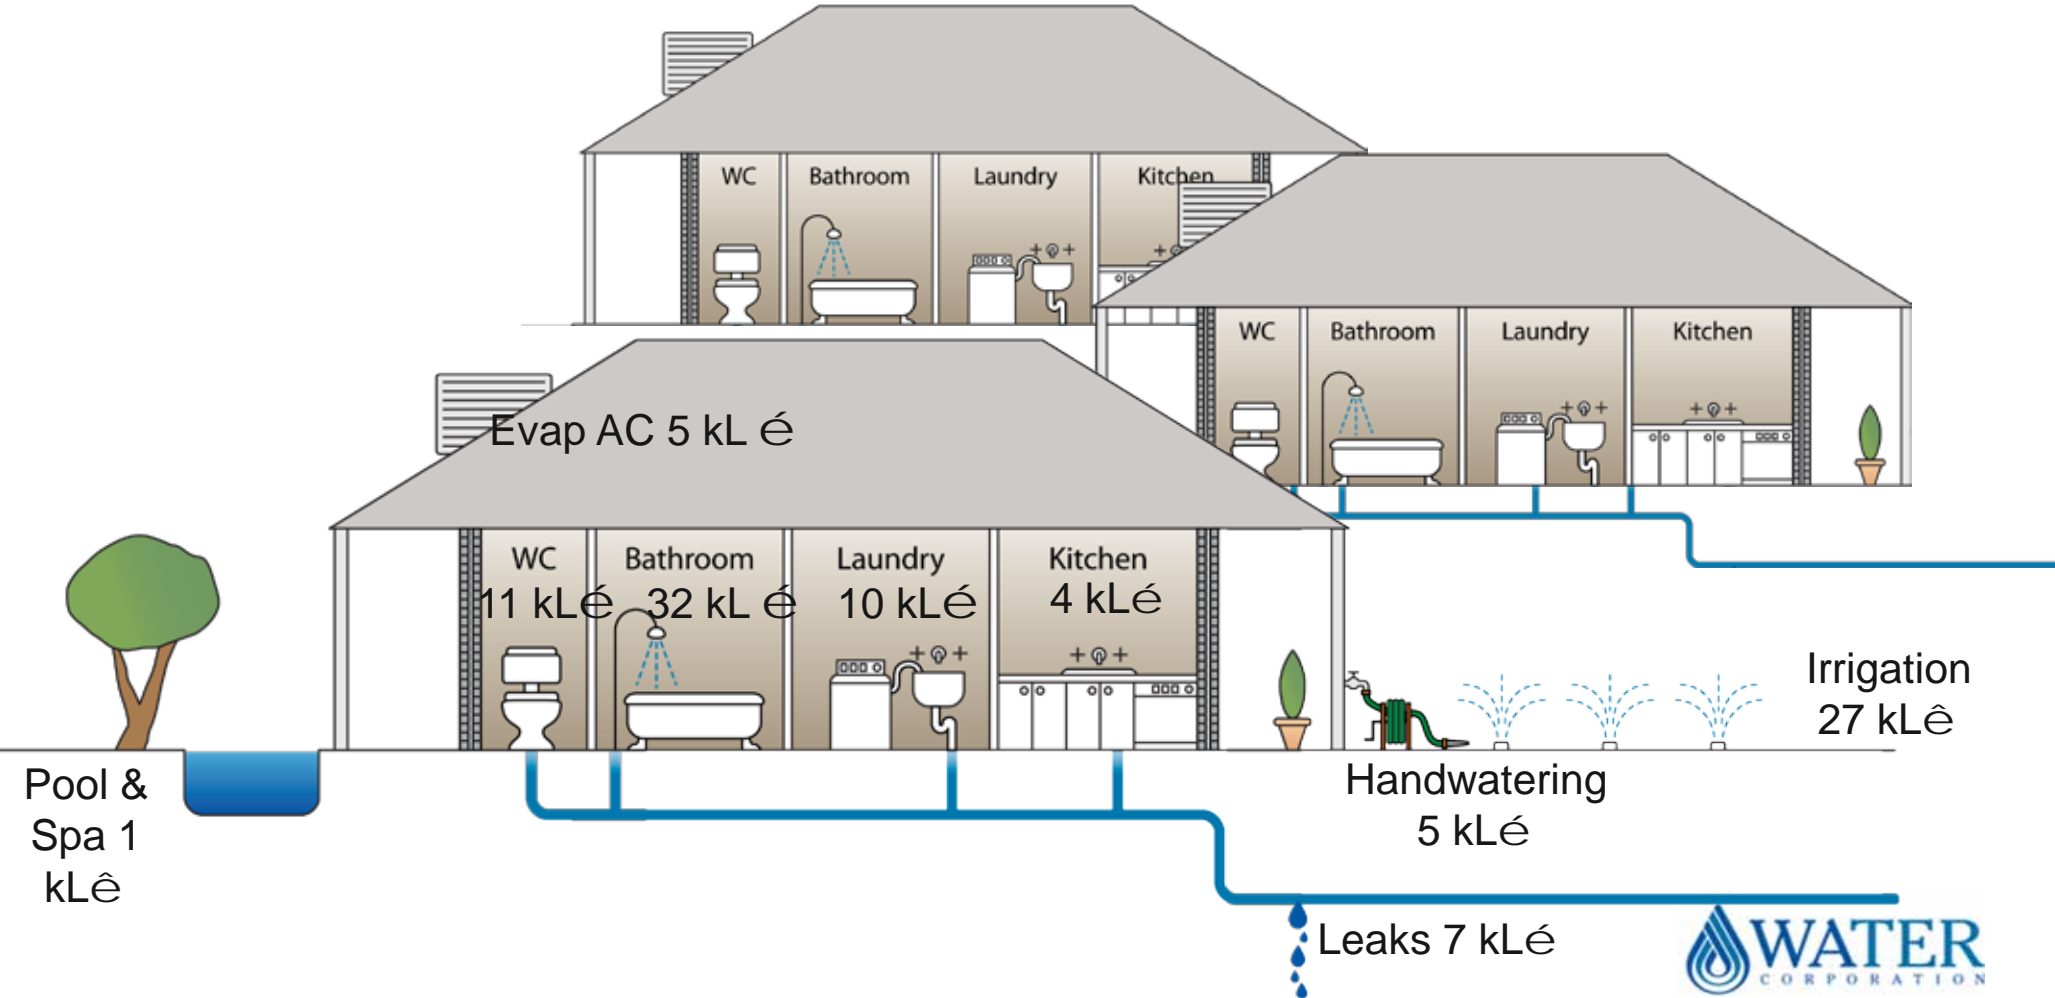 WC Bathroom Laundry Kitchen
WC Bathroom Laundry Kitchen
Evap AC 5 kL é
WC Bathroom Laundry Kitchen
11 kLé 32 kL é 10 kLé 4 kLé
Irrigation
27 kLê
Pool &
Spa 1
kLê
Handwatering
5 kLé
Leaks 7 kLé
WATER
CORPORATION